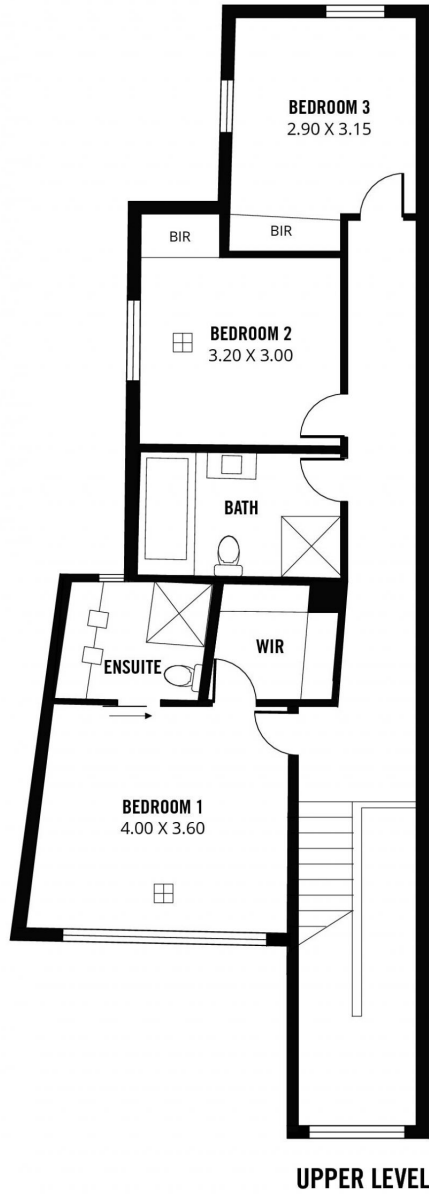 BEDROOM 3
2.90 X 3.15
BIR
BIR
BEDROOM 2
3.20 X 3.00
BATH
ENSUITE
WIR
BEDROOM 1
4.00 X 3.60
UPPER LEVEL